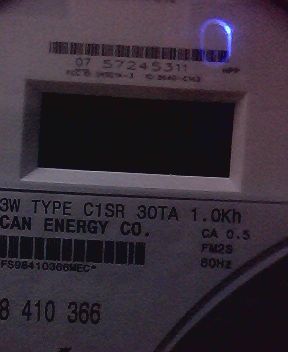 07 57245311
3W TYPE C1SR 30TA 1.0Kh
CAN ENERGY CO.
CA 0.5
FM2S
60Hz
FS98410366MEC*
8 410 366